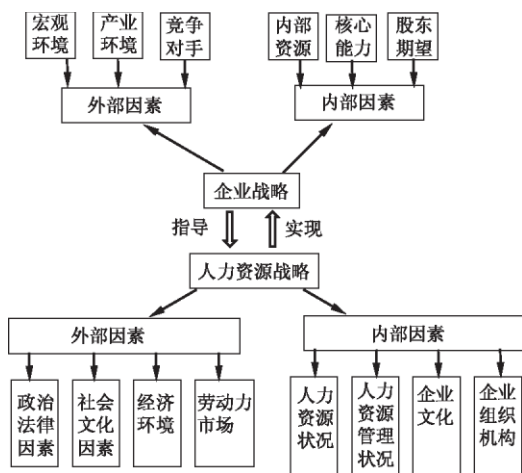 宏观
环境
产业
环境
竞争
对手
内部
资源
核心
能力
股东
期望
外部因素
内部因素
企业战略
指导
实现
人力资源战略
外部因素
内部因素
政治
法律
因素
社会
文化
因素
经济
环境
劳动力
市场
人力
资源
状况
人力
资源
管理
状况
企业
文化
企业
组织
机构